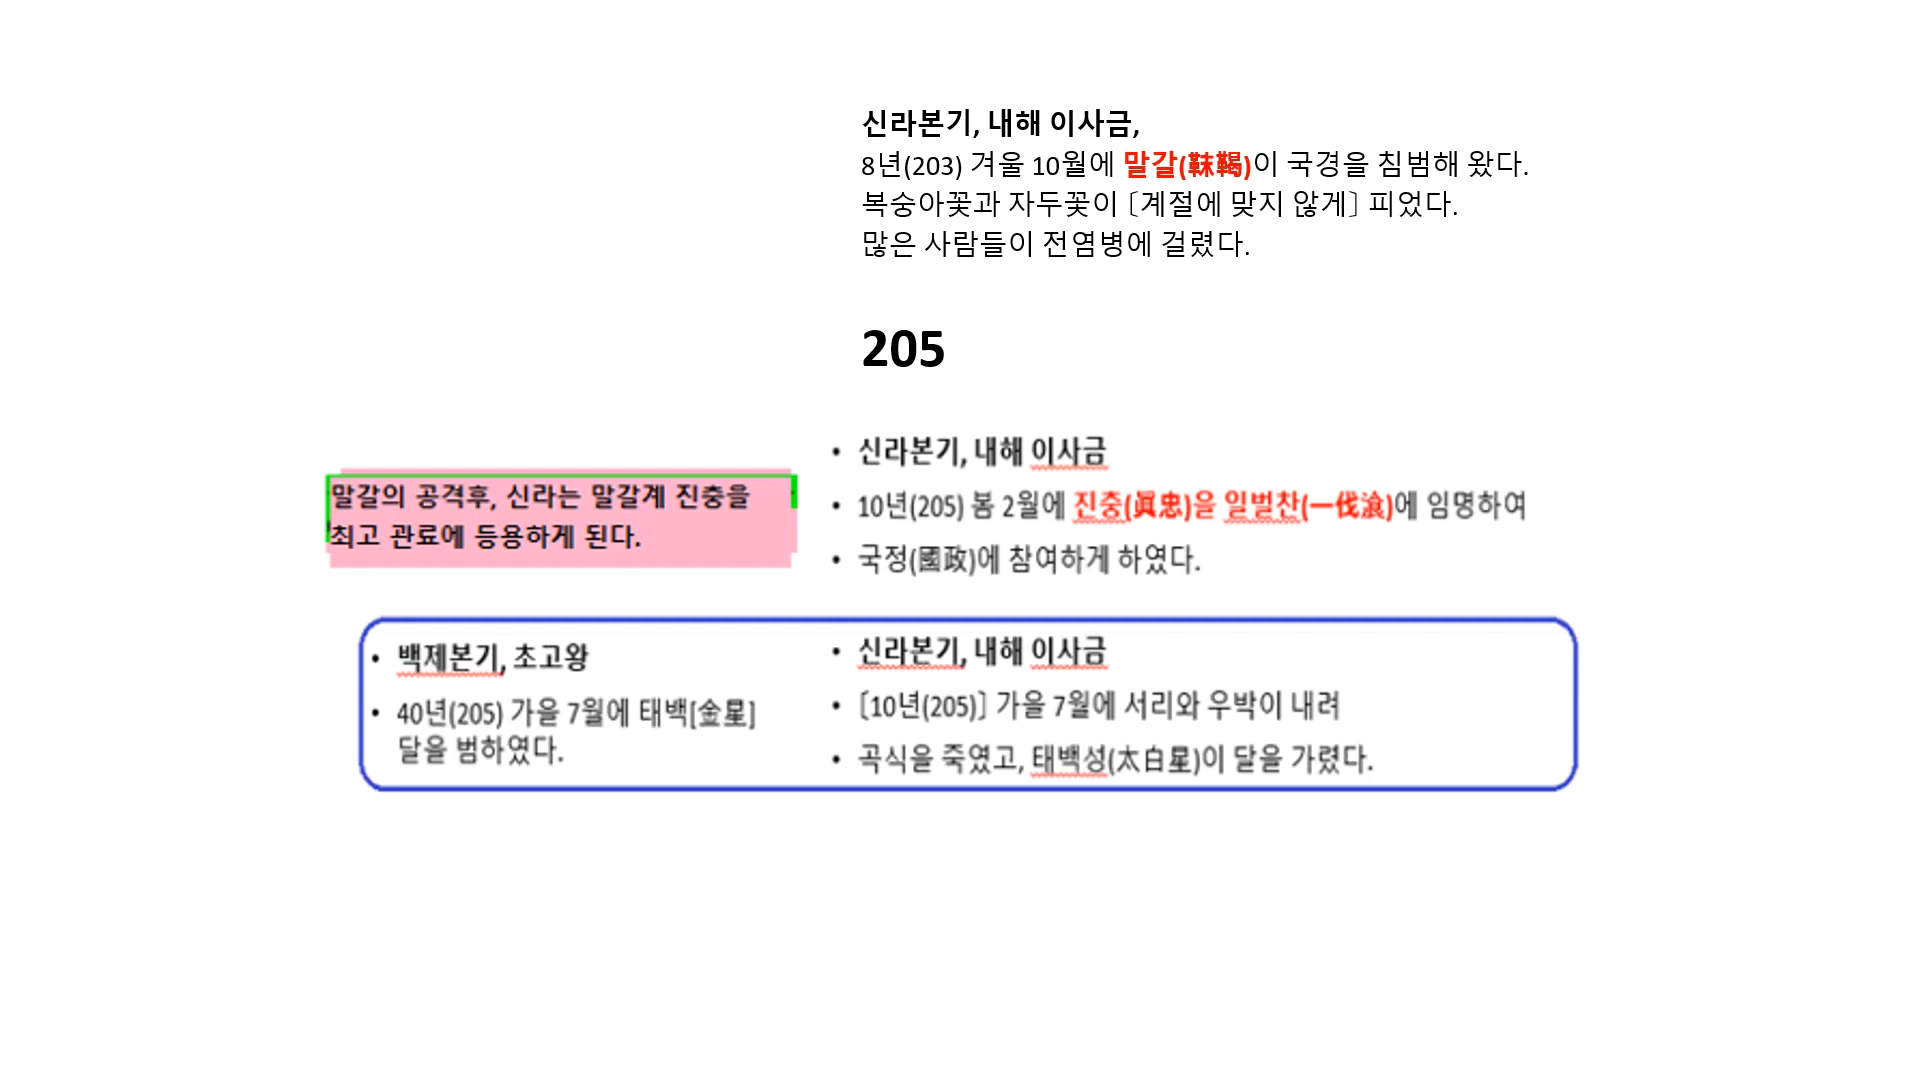 신라본기, 내해 이사금,
8년(203) 겨울 10월에 말갈(靺鞨)이 국경을 침범해 왔다.
복숭아꽃과 자두꽃이 〔계절에 맞지 않게〕 피었다.
많은 사람들이 전염병에 걸렸다.
205
말갈의 공격후, 신라는 말갈계 진충을
최고 관료에 등용하게 된다.
• 신라본기, 내해 이사금
• 10년(205) 봄 2월에 진충(眞忠)을 일벌찬(一伐湌)에 임명하여
• 국정(國政)에 참여하게 하였다.
• 백제본기, 초고왕
• 40년(205) 가을 7월에 태백[金星]
달을 범하였다.
• 신라본기, 내해 이사금
• 〔10년(205)〕 가을 7월에 서리와 우박이 내려
• 곡식을 죽였고, 태백성(太白星)이 달을 가렸다.